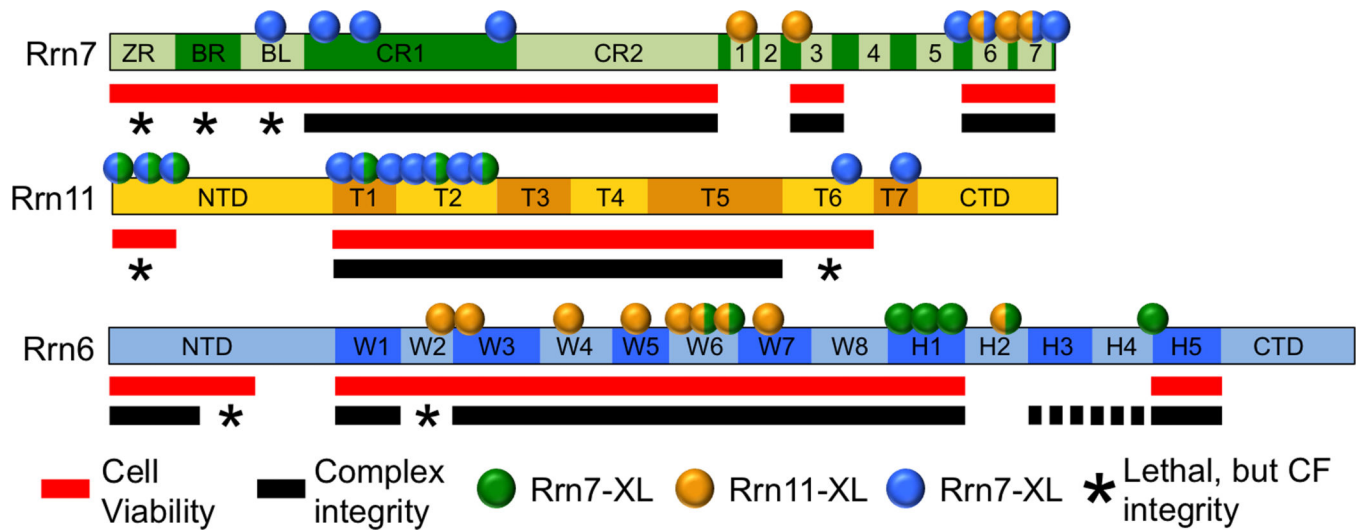 Rrn7 ZR BR BL CR1 CR2 1 2 3 4 5 6 7
* * *
Rrn11 NTD T1 T2 T3 T4 T5 T6 T7 CTD
* *
Rrn6 NTD W1 W2 W3 W4 W5 W6 W7 W8 H1 H2 H3 H4 H5 CTD
* *
Cell Viability
Complex integrity
Rrn7-XL
Rrn11-XL
Rrn7-XL
* Lethal, but CF integrity